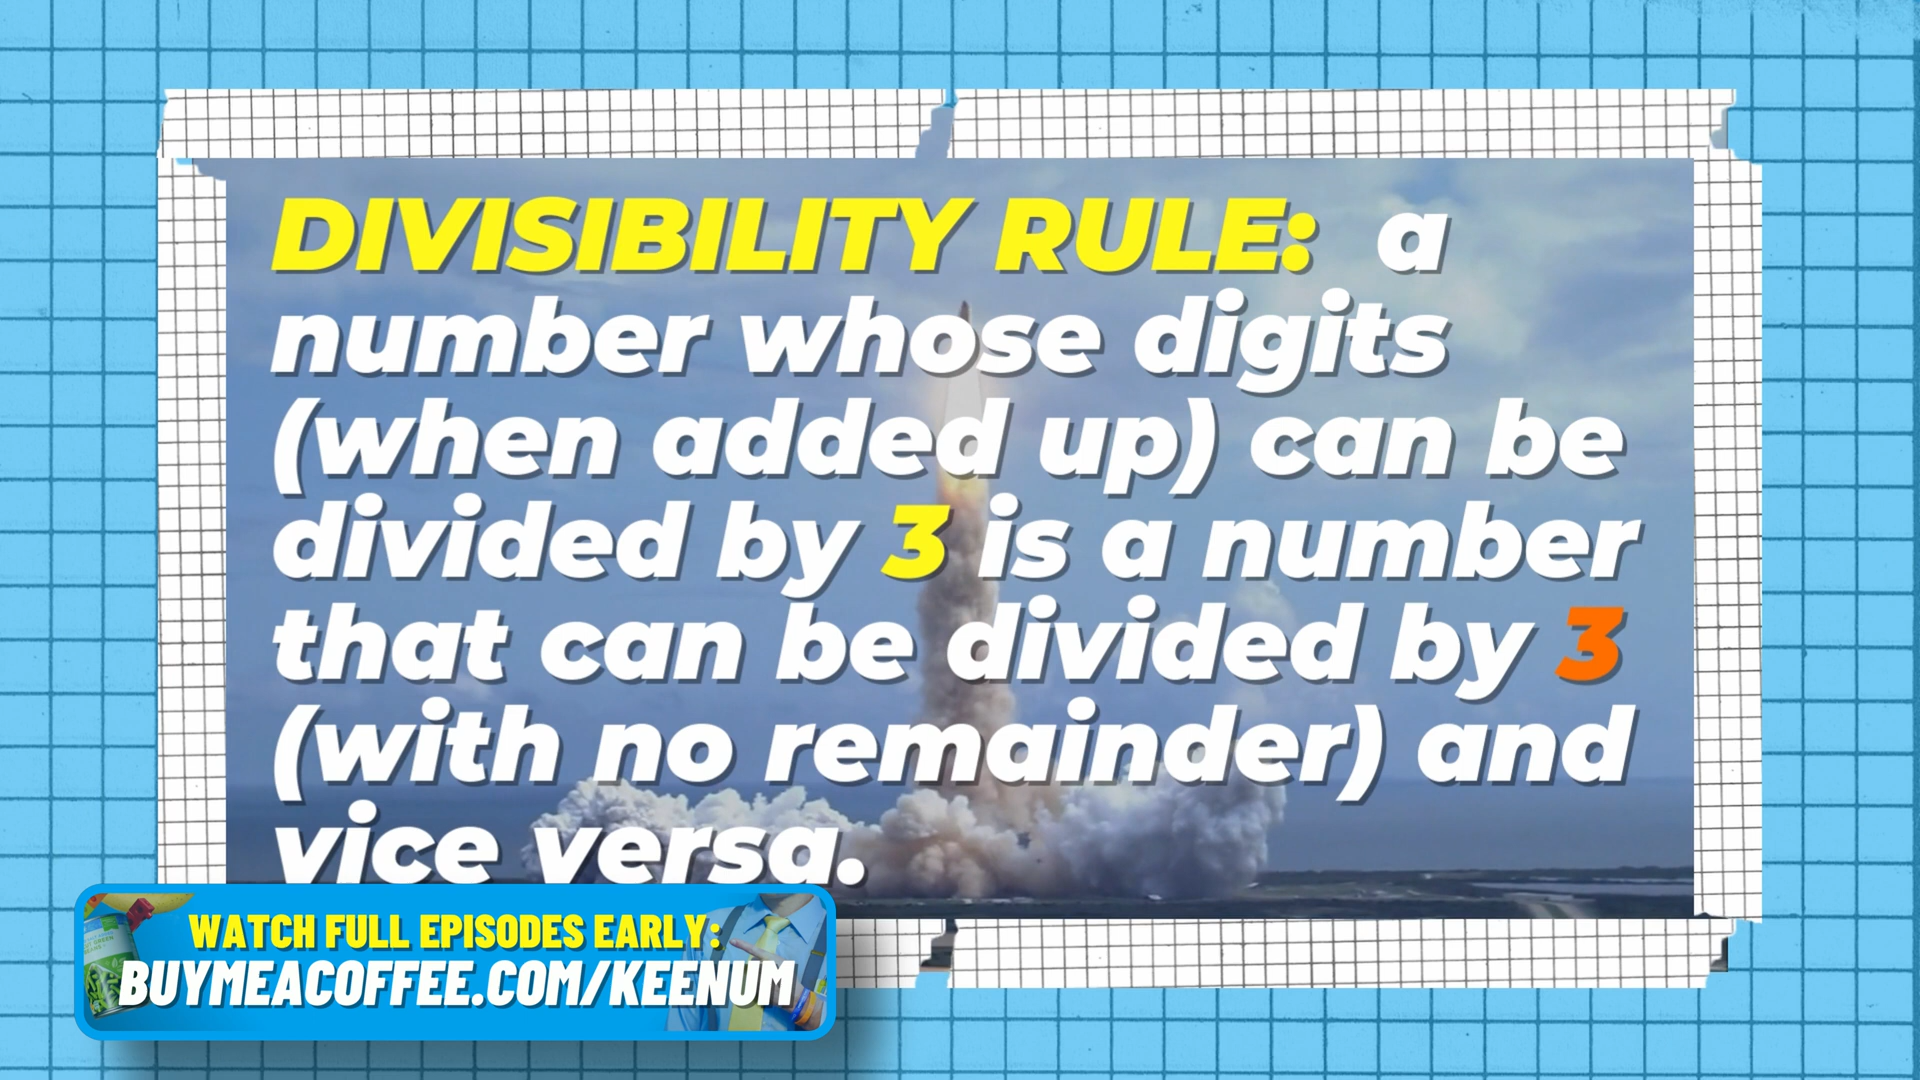 DIVISIBILITY RULE: a
number whose digits
(when added up) can be
divided by 3 is a number
that can be divided by 3
(with no remainder) and
vice versa.
WATCH FULL EPISODES EARLY:
BUYMEACOFFEE.COM/KEENUM